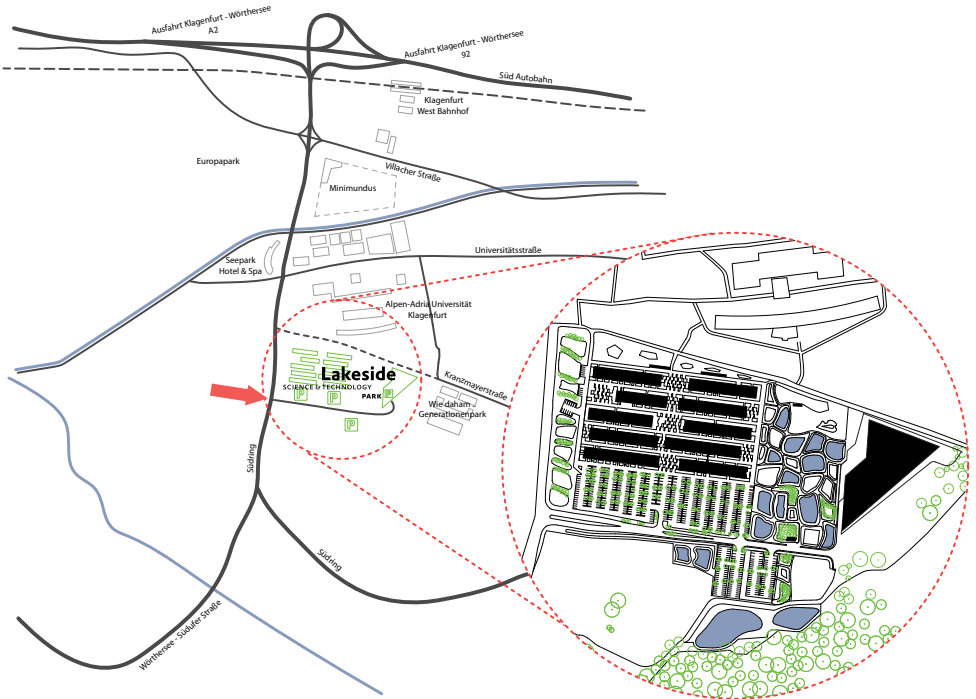 Ausfahrt Klagenfurt - Wörthersee
A2
Ausfahrt Klagenfurt - Wörthersee
92
Süd Autobahn
Klagenfurt
West Bahnhof
Europapark
Villacher Straße
Minimundus
Universitätsstraße
Seepark
Hotel & Spa
Alpen-Adria Universität
Klagenfurt
Lakeside
SCIENCE & TECHNOLOGY
PARK
P
P
P
P
Kranzmayerstraße
Wie daham
Generationenpark
Südring
Südring
Wörthersee - Südufer Straße